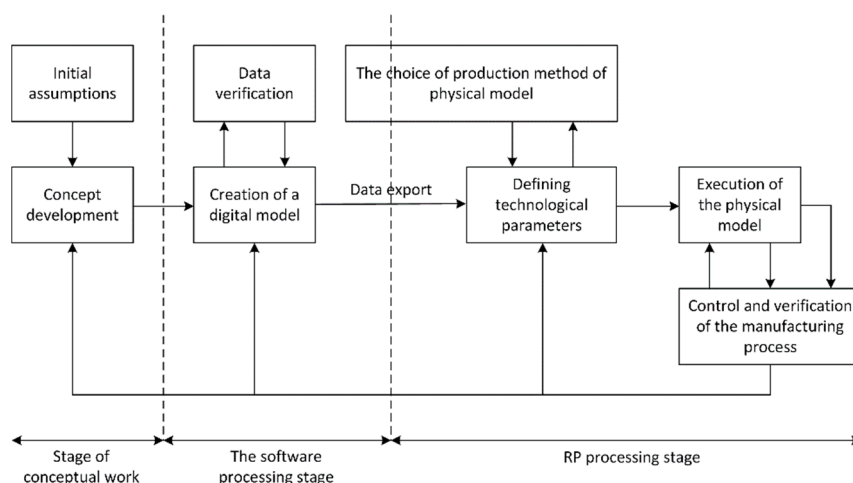 Initial
assumptions
Data
verification
The choice of production method of
physical model
Concept
development
Creation of a
digital model
Data export
Defining
technological
parameters
Execution of
the physical
model
Control and verification
of the manufacturing
process
Stage of
conceptual work
The software
processing stage
RP processing stage